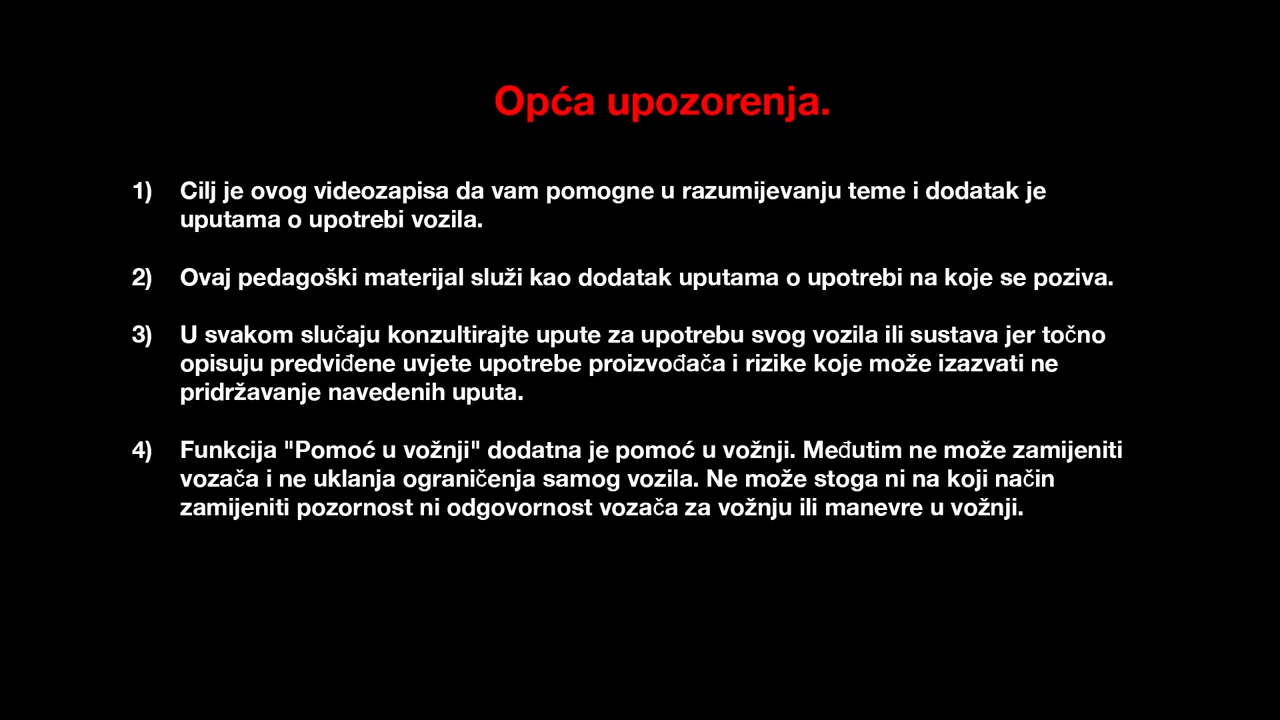 Opća upozorenja.
1) Cilj je ovog videozapisa da vam pomogne u razumijevanju teme i dodatak je
uputama o upotrebi vozila.
2) Ovaj pedagoški materijal služi kao dodatak uputama o upotrebi na koje se poziva.
3) U svakom slučaju konzultirajte upute za upotrebu svog vozila ili sustava jer točno
opisuju predviđene uvjete upotrebe proizvođača i rizike koje može izazvati ne
pridržavanje navedenih uputa.
4) Funkcija "Pomoć u vožnji" dodatna je pomoć u vožnji. Međutim ne može zamijeniti
vozača i ne uklanja ograničenja samog vozila. Ne može stoga ni na koji način
zamijeniti pozornost ni odgovornost vozača za vožnju ili manevre u vožnji.